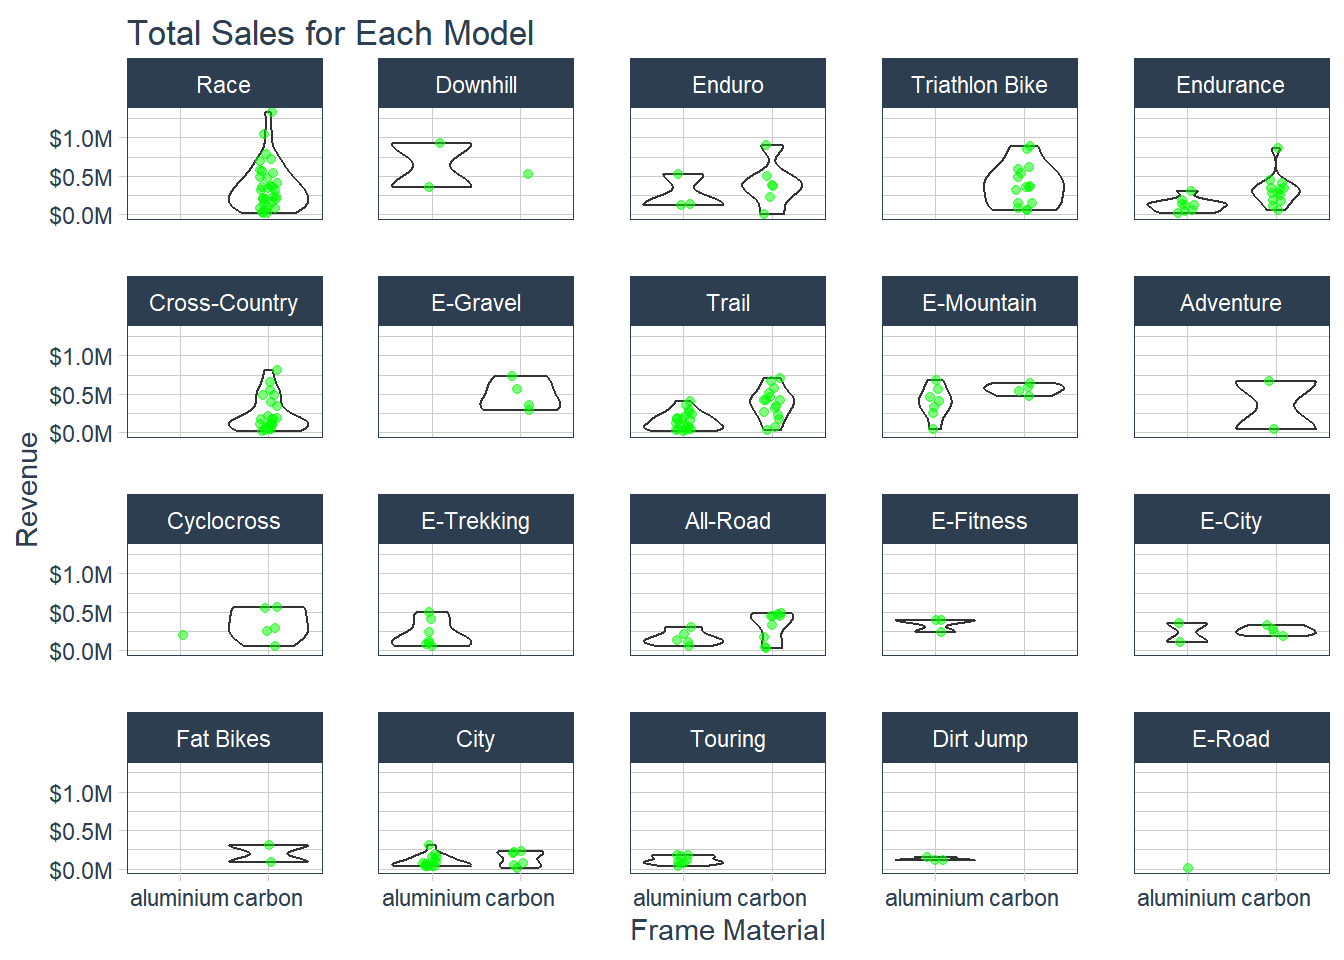 Total Sales for Each Model
Race Downhill Enduro Triathlon Bike Endurance
$1.0M
$0.5M
$0.0M
Cross-Country E-Gravel Trail E-Mountain Adventure
$1.0M
$0.5M
$0.0M
Revenue
Cyclocross E-Trekking All-Road E-Fitness E-City
$1.0M
$0.5M
$0.0M
Fat Bikes City Touring Dirt Jump E-Road
$1.0M
$0.5M
$0.0M
aluminium carbon aluminium carbon aluminium carbon aluminium carbon aluminium carbon
Frame Material